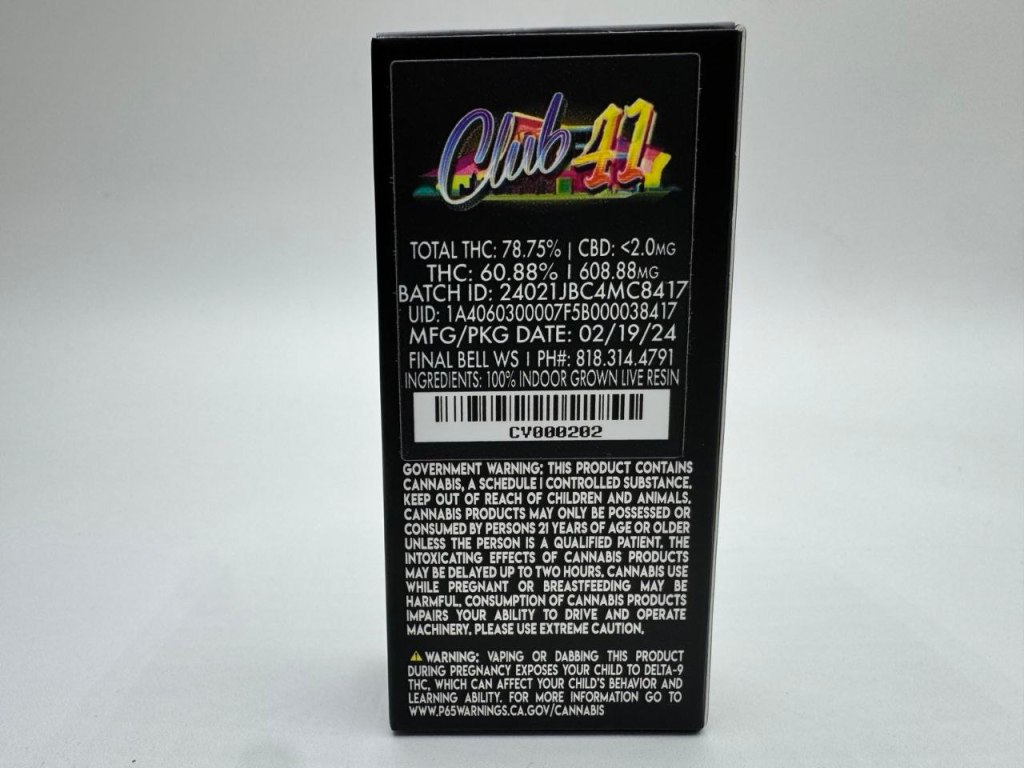 Club 41
TOTAL THC: 78.75% | CBD: <2.0MG
THC: 60.88% | 608.88MG
BATCH ID: 24021JBC4MC8417
UID: 1A4060300007F5B000038417
MFG/PKG DATE: 02/19/24
FINAL BELL WS | PH#: 818.314.4791
INGREDIENTS: 100% INDOOR GROWN LIVE RESIN
CV000202
GOVERNMENT WARNING: THIS PRODUCT CONTAINS
CANNABIS, A SCHEDULE I CONTROLLED SUBSTANCE.
KEEP OUT OF REACH OF CHILDREN AND ANIMALS.
CANNABIS PRODUCTS MAY ONLY BE POSSESSED OR
CONSUMED BY PERSONS 21 YEARS OF AGE OR OLDER
UNLESS THE PERSON IS A QUALIFIED PATIENT. THE
INTOXICATING EFFECTS OF CANNABIS PRODUCTS
MAY BE DELAYED UP TO TWO HOURS. CANNABIS USE
WHILE PREGNANT OR BREASTFEEDING MAY BE
HARMFUL. CONSUMPTION OF CANNABIS PRODUCTS
IMPAIRS YOUR ABILITY TO DRIVE AND OPERATE
MACHINERY. PLEASE USE EXTREME CAUTION.
WARNING: VAPING OR DABBING THIS PRODUCT
DURING PREGNANCY EXPOSES YOUR CHILD TO DELTA-9
THC, WHICH CAN AFFECT YOUR CHILD'S BEHAVIOR AND
LEARNING ABILITY. FOR MORE INFORMATION GO TO
WWW.P65WARNINGS.CA.GOV/CANNABIS